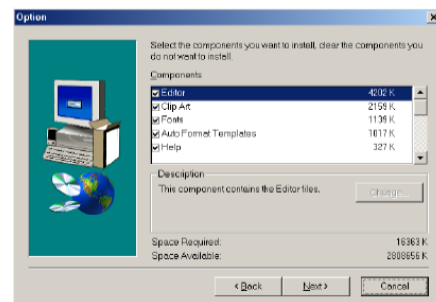 Option
Select the components you want to install, clear the components you
do not want to install.
Components
Editor 4202 K
Clip Art 2159 K
Fonts 1139 K
Auto Format Templates 1017 K
Help 327 K
Description
This component contains the Editor files.
Change...
Space Required: 16363 K
Space Available: 2808656 K
< Back
Next >
Cancel